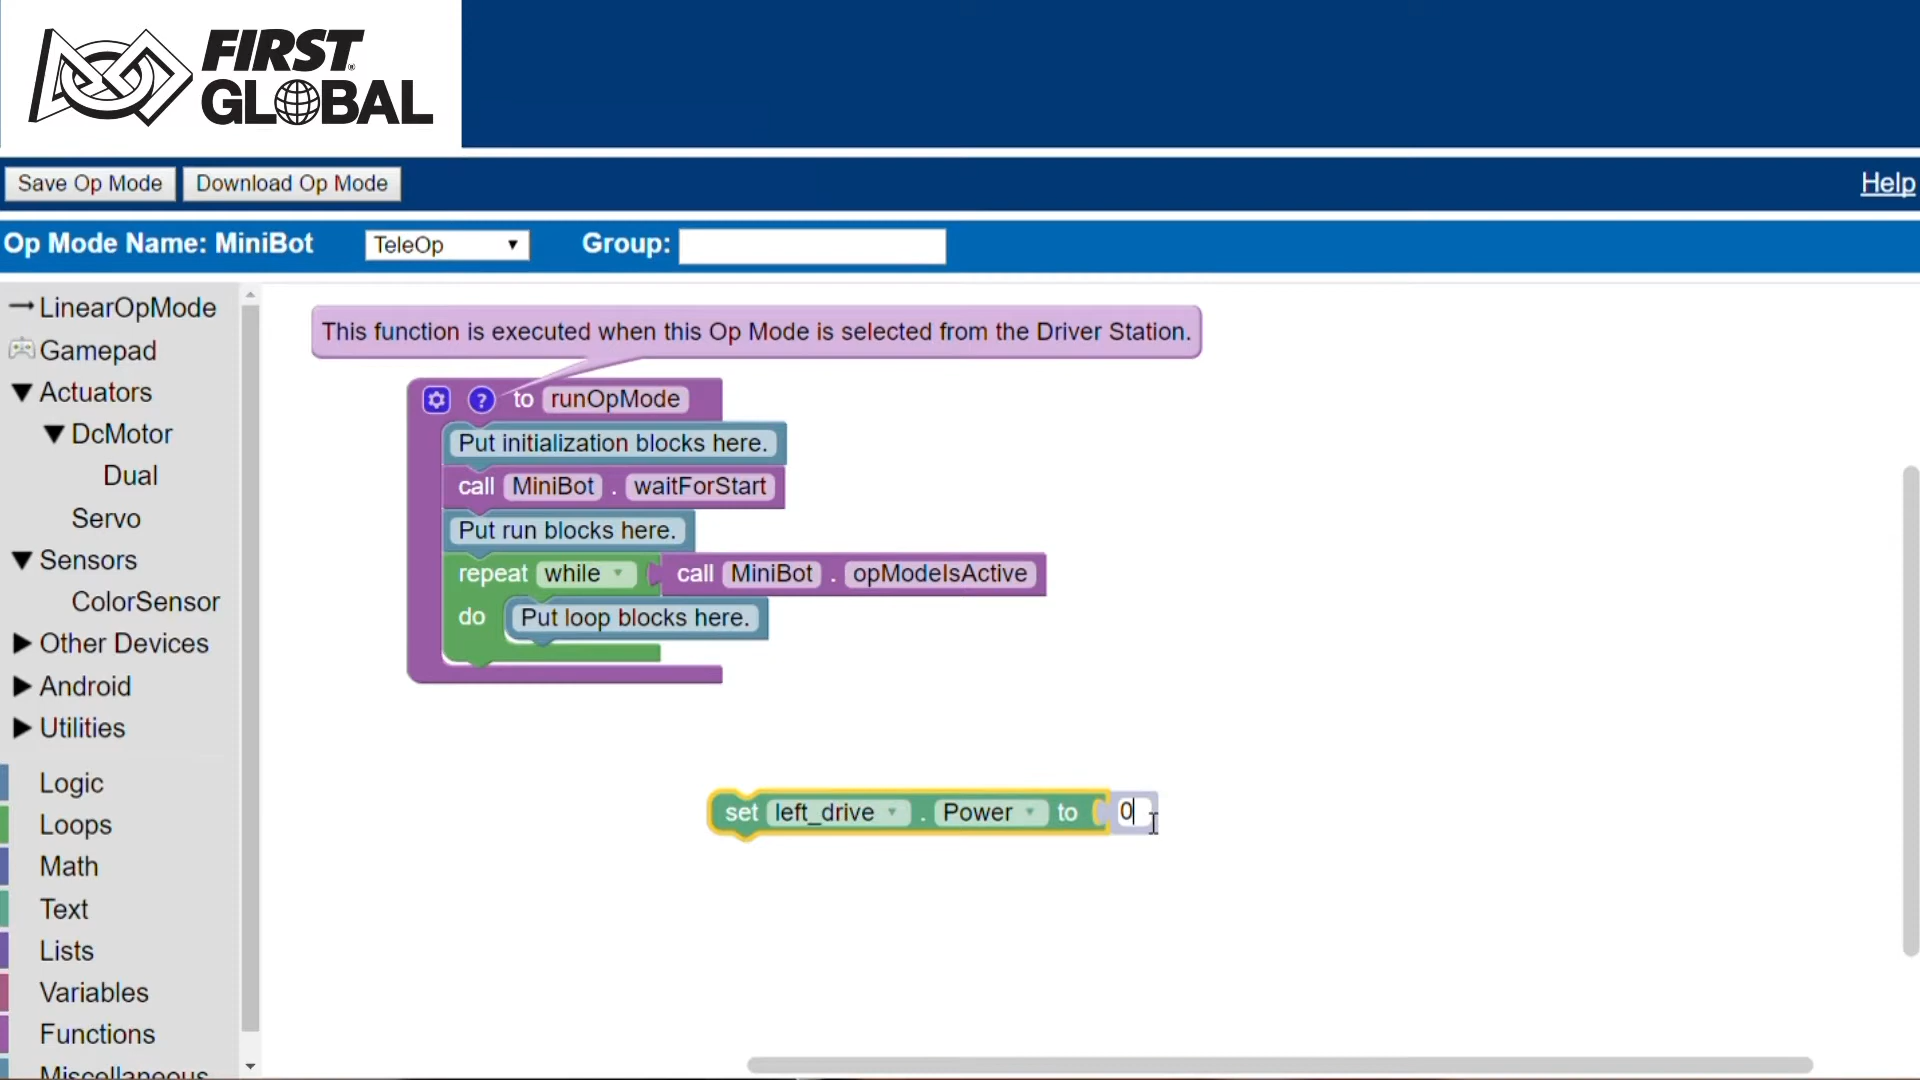 FIRST
GLOBAL
Save Op Mode Download Op Mode Help
Op Mode Name: MiniBot TeleOp Group:
LinearOpMode
Gamepad
Actuators
DcMotor
Dual
Servo
Sensors
ColorSensor
Other Devices
Android
Utilities
Logic
Loops
Math
Text
Lists
Variables
Functions
Miscellaneous
This function is executed when this Op Mode is selected from the Driver Station.
? to runOpMode
Put initialization blocks here.
call MiniBot . waitForStart
Put run blocks here.
repeat while call MiniBot . opModeIsActive
do Put loop blocks here.
set left_drive . Power to 0